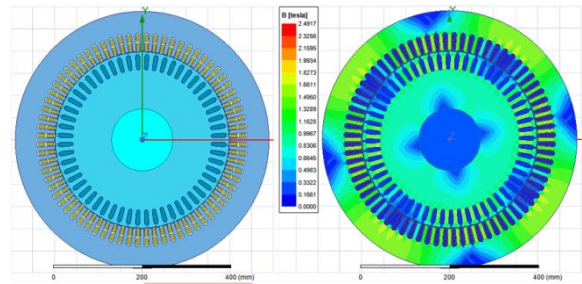 Y
Z
0 200 400 (mm)
B [tesla]
2.4917
2.3256
2.1595
1.9934
1.8273
1.6611
1.4950
1.3289
1.1628
0.9967
0.8306
0.6645
0.4983
0.3322
0.1661
0.0000
Y
0 200 400 (mm)